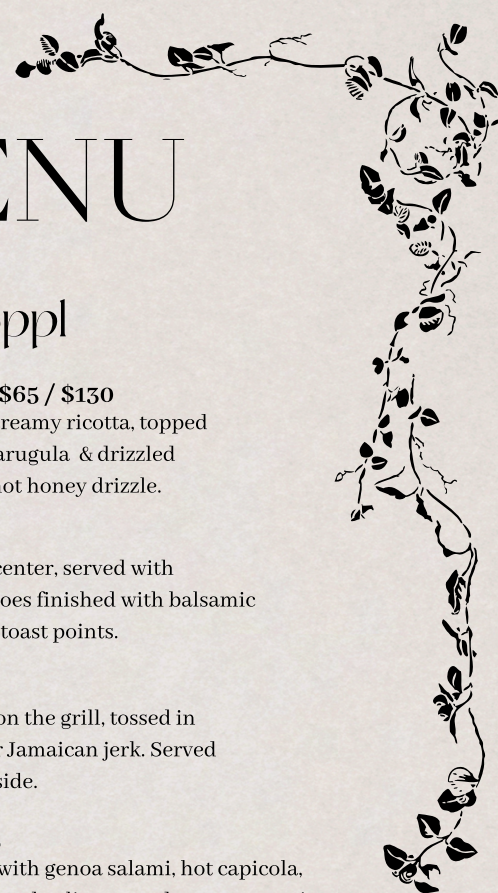 ENU
ppl
$65 / $130
reamy ricotta, topped
arugula & drizzled
hot honey drizzle.
center, served with
oes finished with balsamic
toast points.
on the grill, tossed in
r Jamaican jerk. Served
side.
with genoa salami, hot capicola,